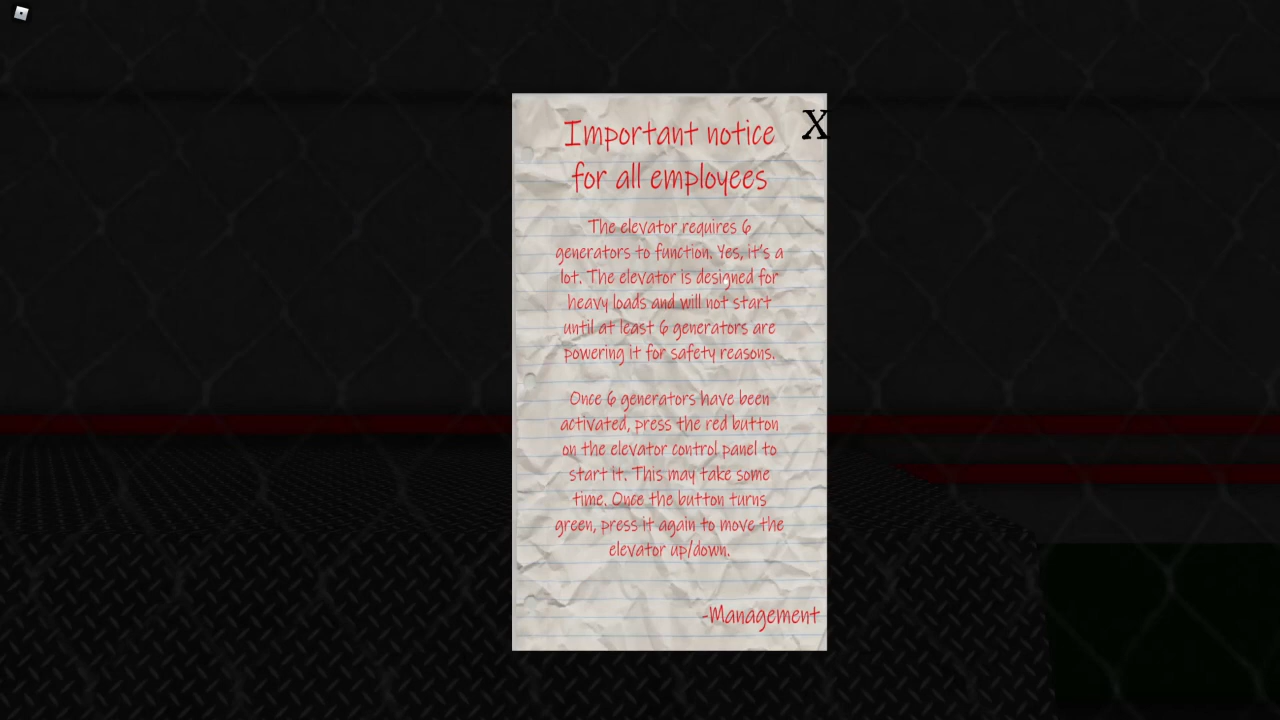 X
Important notice
for all employees
The elevator requires 6
generators to function. Yes, it's a
lot. The elevator is designed for
heavy loads and will not start
until at least 6 generators are
powering it for safety reasons.
Once 6 generators have been
activated, press the red button
on the elevator control panel to
start it. This may take some
time. Once the button turns
green, press it again to move the
elevator up/down.
-Management